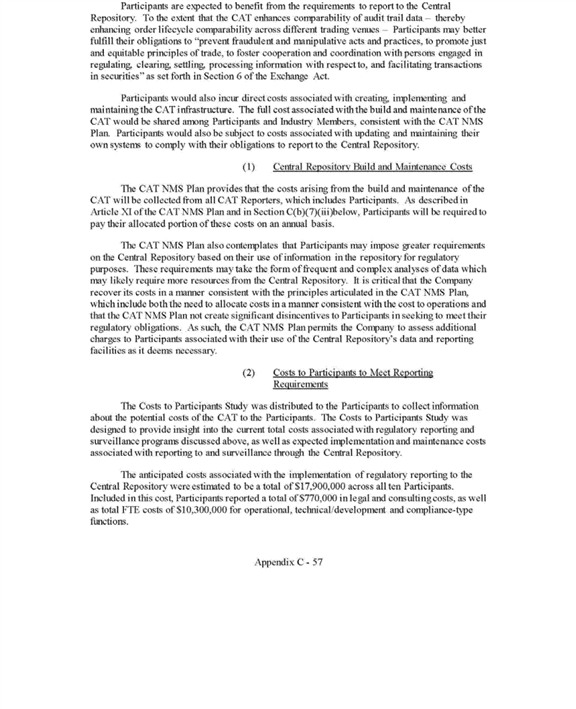 Participants are expected to benefit from the requirements to report to the Central
Repository. To the extent that the CAT enhances comparability of audit trail data – thereby
enhancing order lifecycle comparability across different trading venues – Participants may better
fulfill their obligations to “prevent fraudulent and manipulative acts and practices, to promote just
and equitable principles of trade, to foster cooperation and coordination with persons engaged in
regulating, clearing, settling, processing information with respect to, and facilitating transactions
in securities” as set forth in Section 6 of the Exchange Act.
Participants would also incur direct costs associated with creating, implementing and
maintaining the CAT infrastructure. The full cost associated with the build and maintenance of the
CAT would be shared among Participants and Industry Members, consistent with the CAT NMS
Plan. Participants would also be subject to costs associated with updating and maintaining their
own systems to comply with their obligations to report to the Central Repository.
(1) Central Repository Build and Maintenance Costs
The CAT NMS Plan provides that the costs arising from the build and maintenance of the
CAT will be collected from all CAT Reporters, which includes Participants. As described in
Article XI of the CAT NMS Plan and in Section C(b)(7)(iii)below, Participants will be required to
pay their allocated portion of these costs on an annual basis.
The CAT NMS Plan also contemplates that Participants may impose greater requirements
on the Central Repository based on their use of information in the repository for regulatory
purposes. These requirements may take the form of frequent and complex analyses of data which
may likely require more resources from the Central Repository. It is critical that the Company
recover its costs in a manner consistent with the principles articulated in the CAT NMS Plan,
which include both the need to allocate costs in a manner consistent with the cost to operations and
that the CAT NMS Plan not create significant disincentives to Participants in seeking to meet their
regulatory obligations. As such, the CAT NMS Plan permits the Company to assess additional
charges to Participants associated with their use of the Central Repository’s data and reporting
facilities as it deems necessary.
(2) Costs to Participants to Meet Reporting
Requirements
The Costs to Participants Study was distributed to the Participants to collect information
about the potential costs of the CAT to the Participants. The Costs to Participants Study was
designed to provide insight into the current total costs associated with regulatory reporting and
surveillance programs discussed above, as well as expected implementation and maintenance costs
associated with reporting to and surveillance through the Central Repository.
The anticipated costs associated with the implementation of regulatory reporting to the
Central Repository were estimated to be a total of $17,900,000 across all ten Participants.
Included in this cost, Participants reported a total of $770,000 in legal and consulting costs, as well
as total FTE costs of $10,300,000 for operational, technical/development and compliance-type
functions.
Appendix C - 57